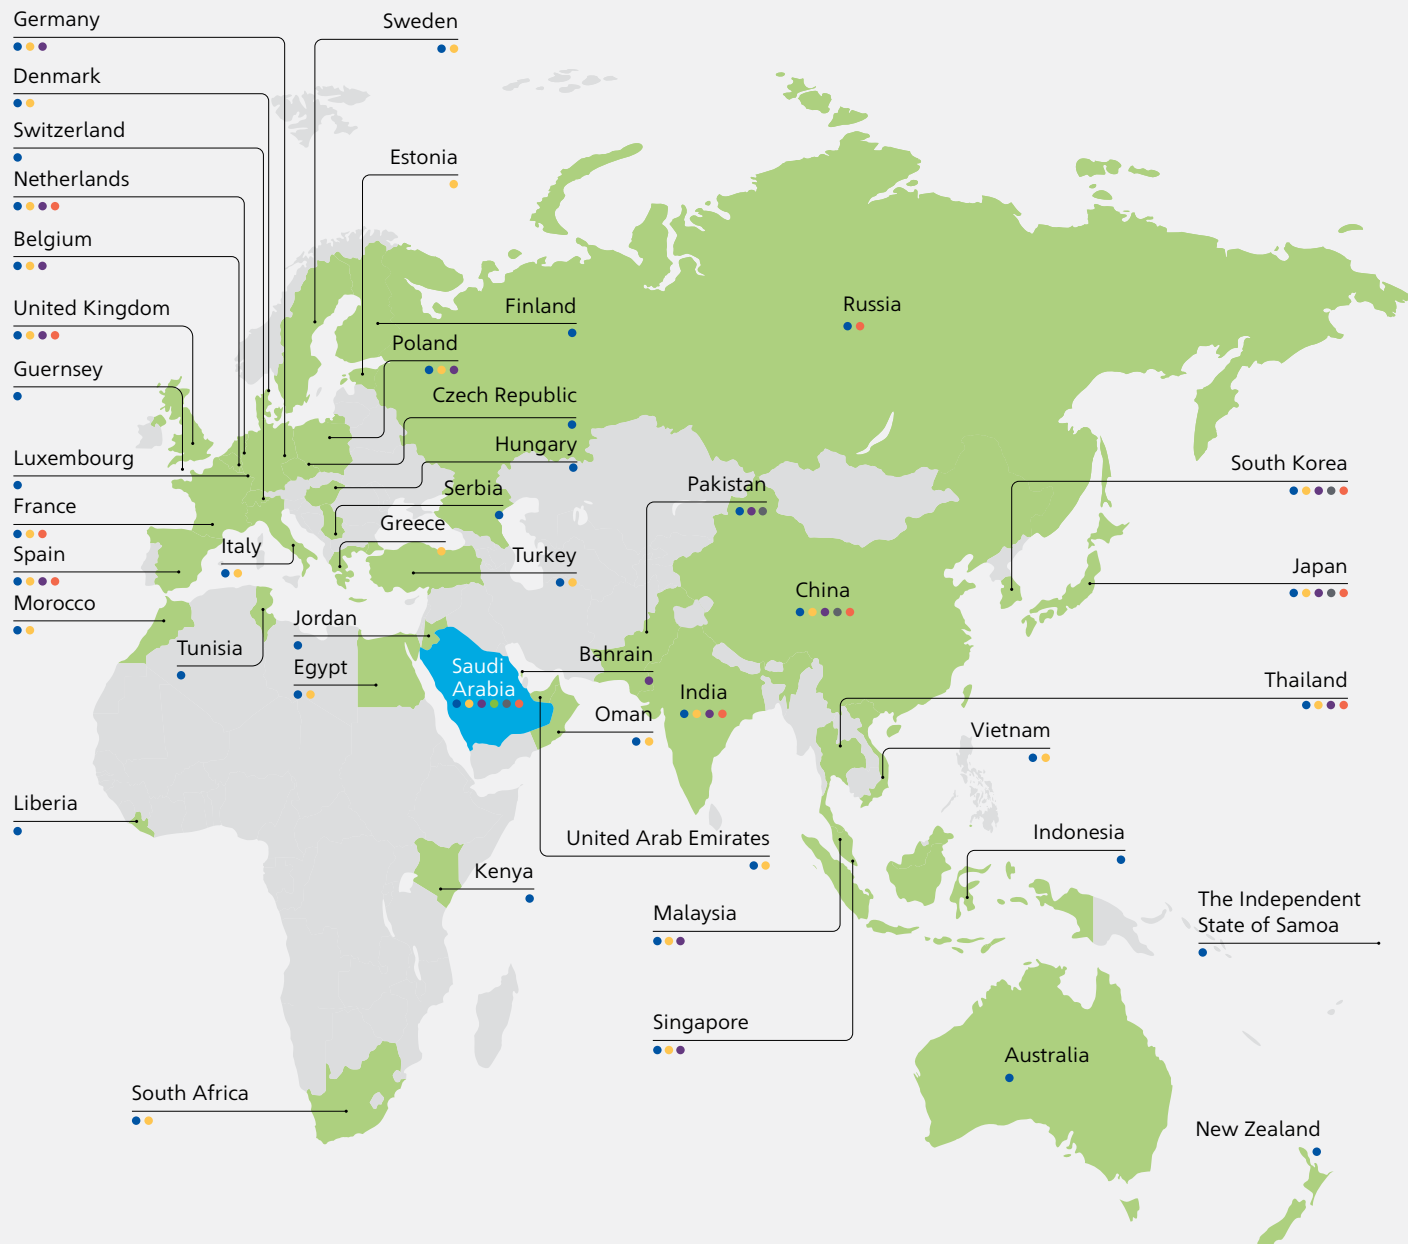 Germany
Sweden
Denmark
Switzerland
Estonia
Netherlands
Belgium
United Kingdom
Finland
Russia
Poland
Guernsey
Czech Republic
Hungary
Luxembourg
South Korea
Serbia
Pakistan
France
Greece
Italy
Spain
Turkey
Japan
China
Morocco
Jordan
Tunisia
Egypt
Saudi
Arabia
Bahrain
India
Thailand
Oman
Vietnam
Liberia
United Arab Emirates
Indonesia
Kenya
Malaysia
The Independent
State of Samoa
Singapore
Australia
South Africa
New Zealand